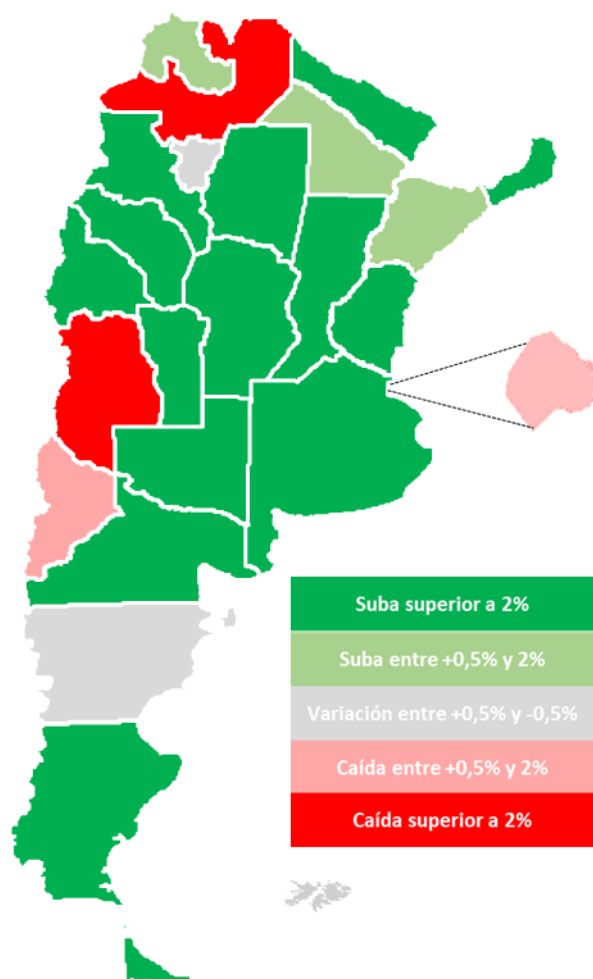 Suba superior a 2%
Suba entre +0,5% y 2%
Variación entre +0,5% y -0,5%
Caída entre +0,5% y 2%
Caída superior a 2%